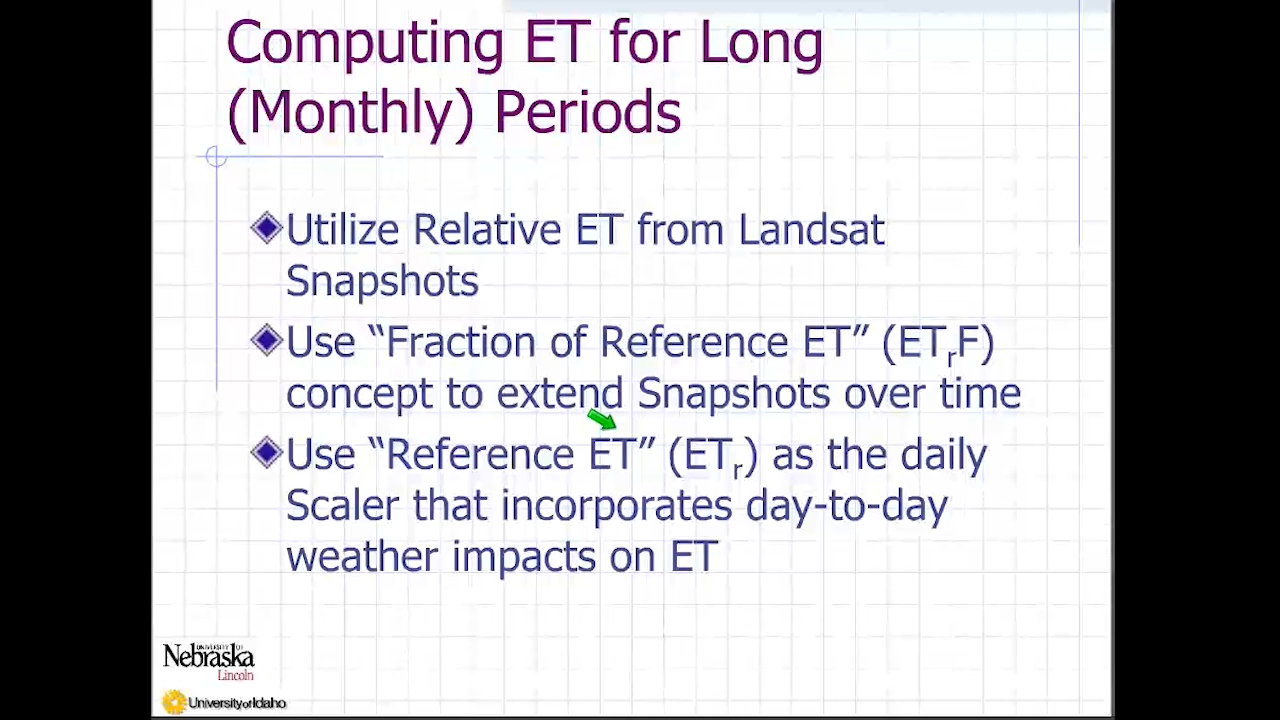 Computing ET for Long
(Monthly) Periods
Utilize Relative ET from Landsat
Snapshots
Use “Fraction of Reference ET” (ETrF)
concept to extend Snapshots over time
Use “Reference ET” (ETr) as the daily
Scaler that incorporates day-to-day
weather impacts on ET
UNIVERSITY OF
Nebraska
Lincoln
University of Idaho